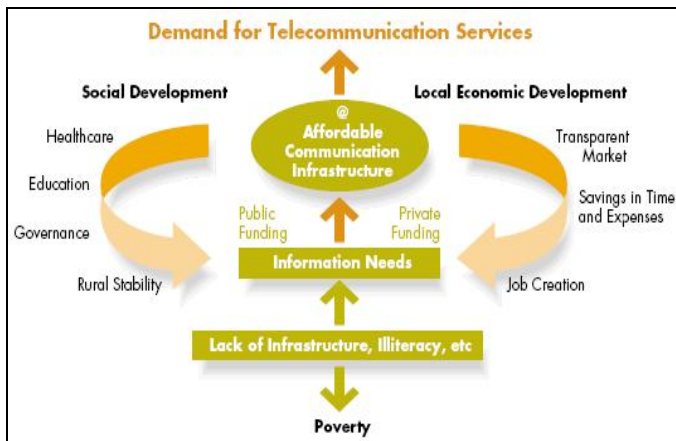 Demand for Telecommunication Services
Social Development
Local Economic Development
Healthcare
Education
Governance
Rural Stability
@
Affordable
Communication
Infrastructure
Transparent
Market
Savings in Time
and Expenses
Job Creation
Public
Funding
Private
Funding
Information Needs
Lack of Infrastructure, Illiteracy, etc
Poverty